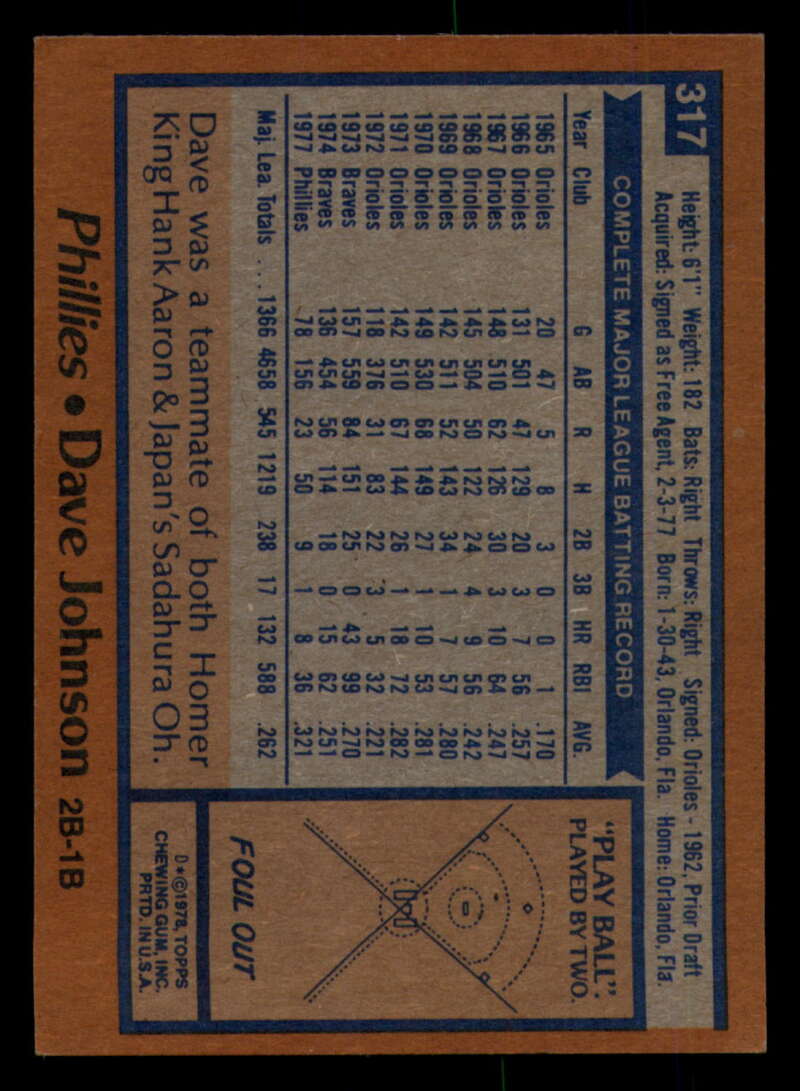 317
Height: 6'1" Weight: 182 Bats: Right Throws: Right Signed: Orioles - 1962, Prior Draft
Acquired: Signed as Free Agent, 2-3-77 Born: 1-30-43, Orlando, Fla. Home: Orlando, Fla.
COMPLETE MAJOR LEAGUE BATTING RECORD
Year Club G AB R H 2B 3B HR RBI AVG.
1965 Orioles 20 47 5 8 3 0 0 1 .170
1966 Orioles 131 501 47 129 20 3 7 56 .257
1967 Orioles 148 510 62 126 30 3 10 64 .247
1968 Orioles 145 504 50 122 24 4 9 56 .242
1969 Orioles 142 511 52 143 34 1 7 57 .280
1970 Orioles 149 530 68 149 27 1 10 53 .281
1971 Orioles 142 510 67 144 26 1 18 72 .282
1972 Orioles 118 376 31 83 22 3 5 32 .221
1973 Braves 157 559 84 151 25 0 43 99 .270
1974 Braves 136 454 56 114 18 0 15 62 .251
1977 Phillies 78 156 23 50 9 1 8 36 .321
Maj. Lea. Totals ... 1366 4658 545 1219 238 17 132 588 .262
Dave was a teammate of both Homer
King Hank Aaron & Japan's Sadahura Oh.
"PLAY BALL":
PLAYED BY TWO.
FOUL OUT
D*©1978, TOPPS
CHEWING GUM, INC.
PRTD. IN U.S.A.
Phillies • Dave Johnson 2B-1B